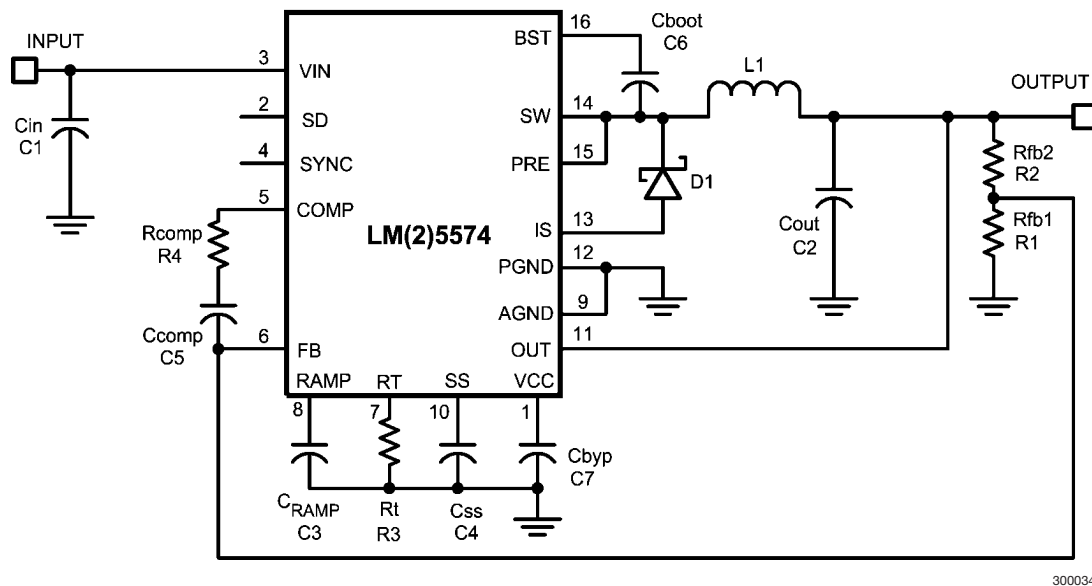 INPUT
Cin
C1
3
VIN
2
SD
4
SYNC
5
COMP
Rcomp
R4
Ccomp
C5
6
FB
LM(2)5574
16
BST
Cboot
C6
L1
OUTPUT
14
SW
15
PRE
D1
13
IS
12
PGND
9
AGND
11
OUT
Cout
C2
Rfb2
R2
Rfb1
R1
RAMP
RT
SS
VCC
8
7
10
1
CRAMP
C3
Rt
R3
Css
C4
Cbyp
C7
300034